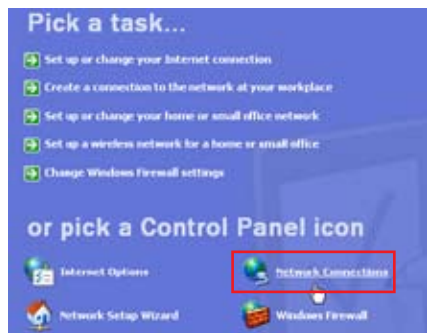 Pick a task...
Set up or change your Internet connection
Create a connection to the network at your workplace
Set up or change your home or small office network
Set up a wireless network for a home or small office
Change Windows Firewall settings
or pick a Control Panel icon
Internet Options
Network Connections
Network Setup Wizard
Windows Firewall